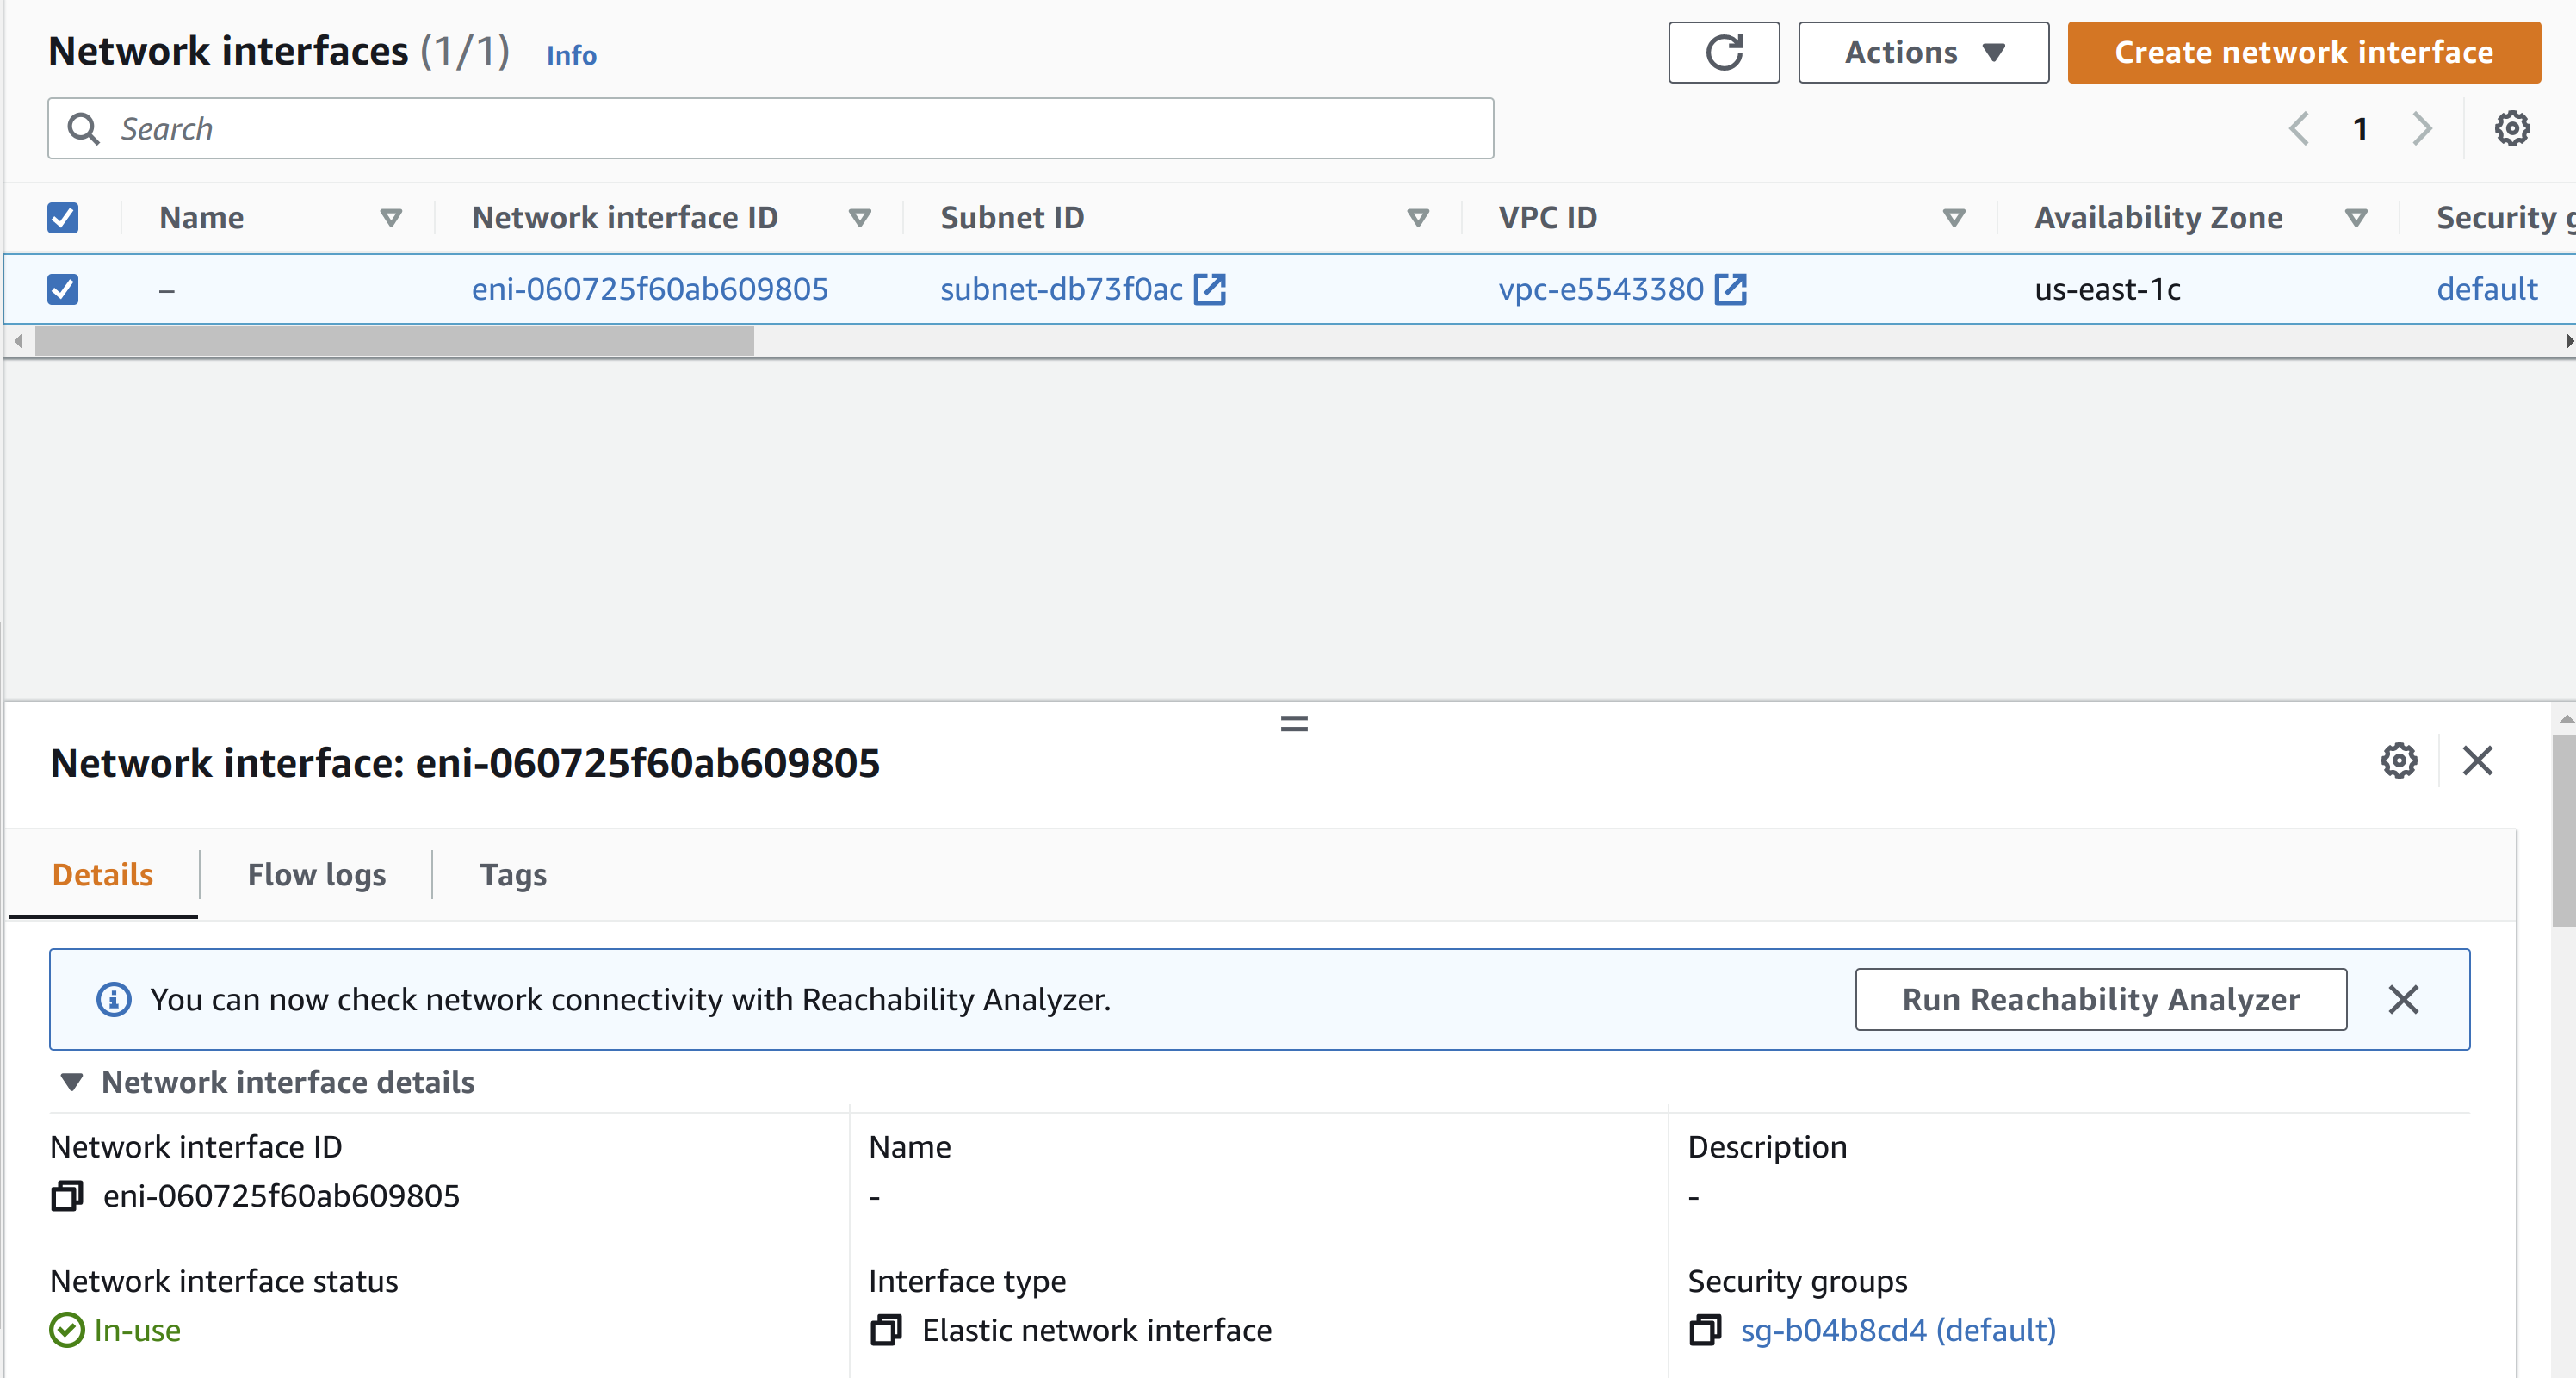 Network interfaces (1/1) Info
Actions
Create network interface
Search
1
Name Network interface ID Subnet ID VPC ID Availability Zone Security g
– eni-060725f60ab609805 subnet-db73f0ac vpc-e5543380 us-east-1c default
Network interface: eni-060725f60ab609805
Details Flow logs Tags
You can now check network connectivity with Reachability Analyzer. Run Reachability Analyzer
Network interface details
Network interface ID Name Description
eni-060725f60ab609805 - -
Network interface status Interface type Security groups
In-use Elastic network interface sg-b04b8cd4 (default)